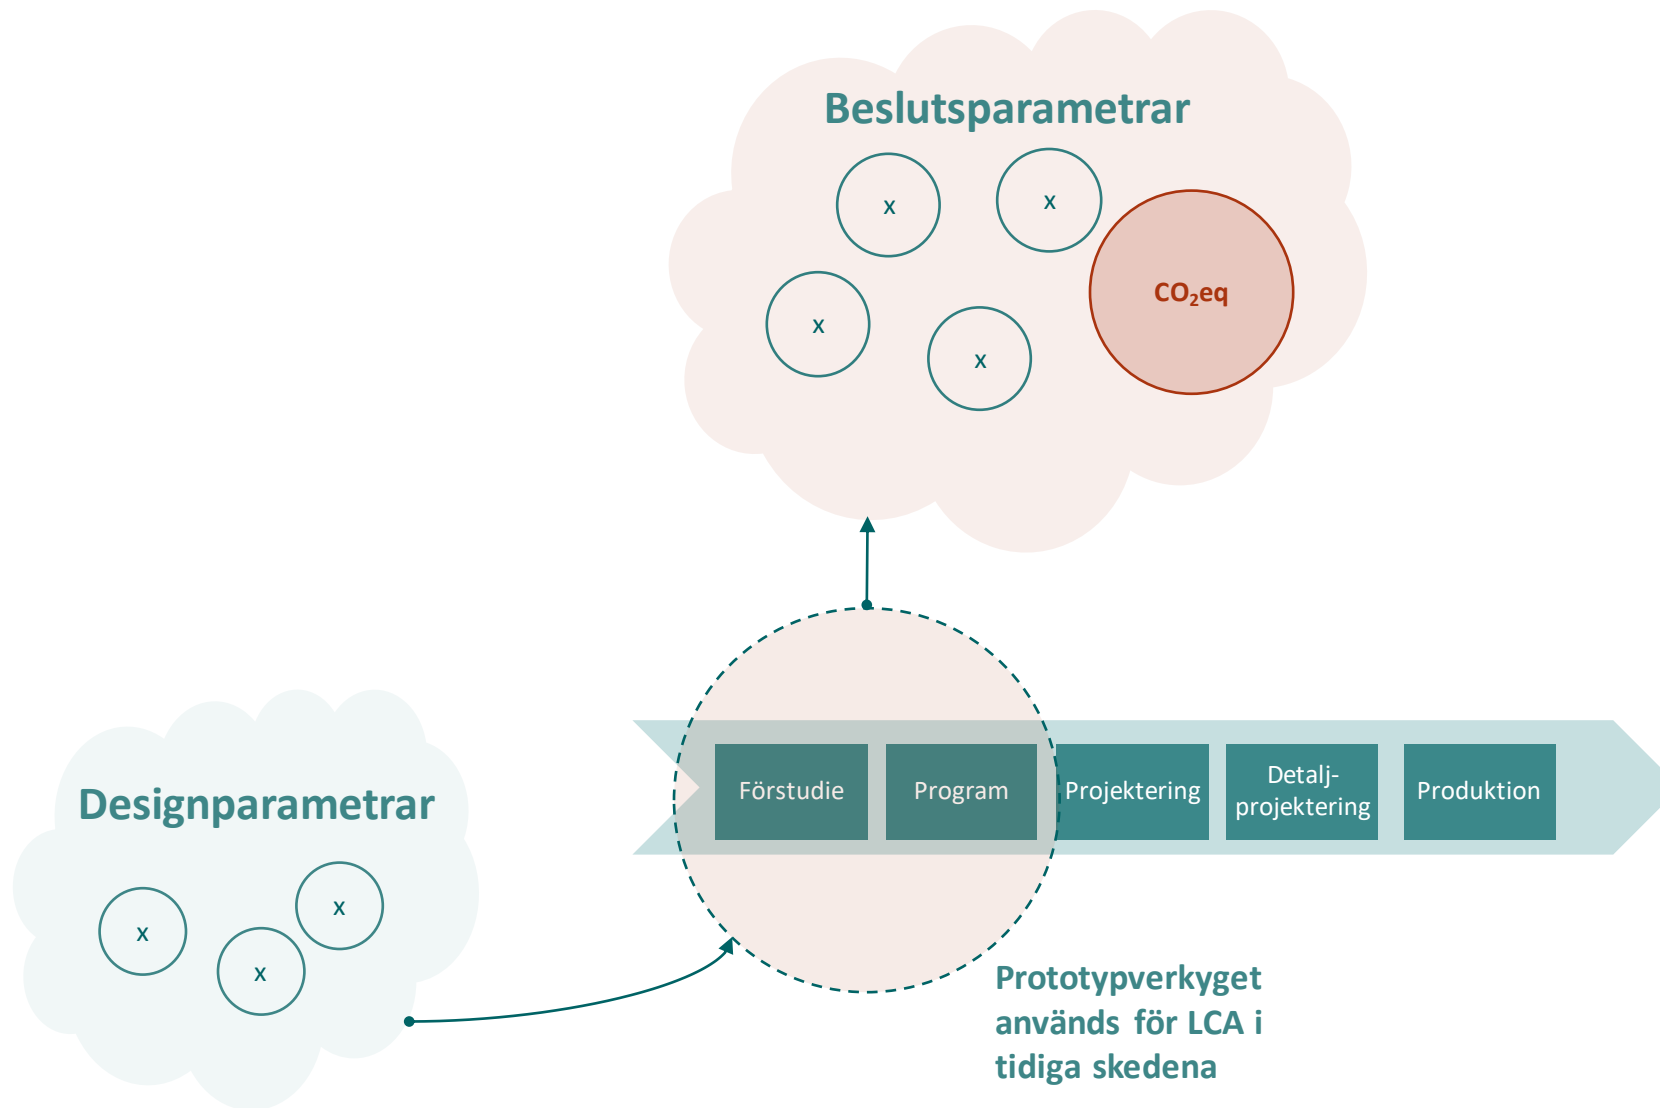 Beslutsparametrar
x
x
CO₂eq
x
x
Designparametrar
x
x
x
Förstudie
Program
Projektering
Detalj-
projektering
Produktion
Prototypverkyget
används för LCA i
tidiga skedena